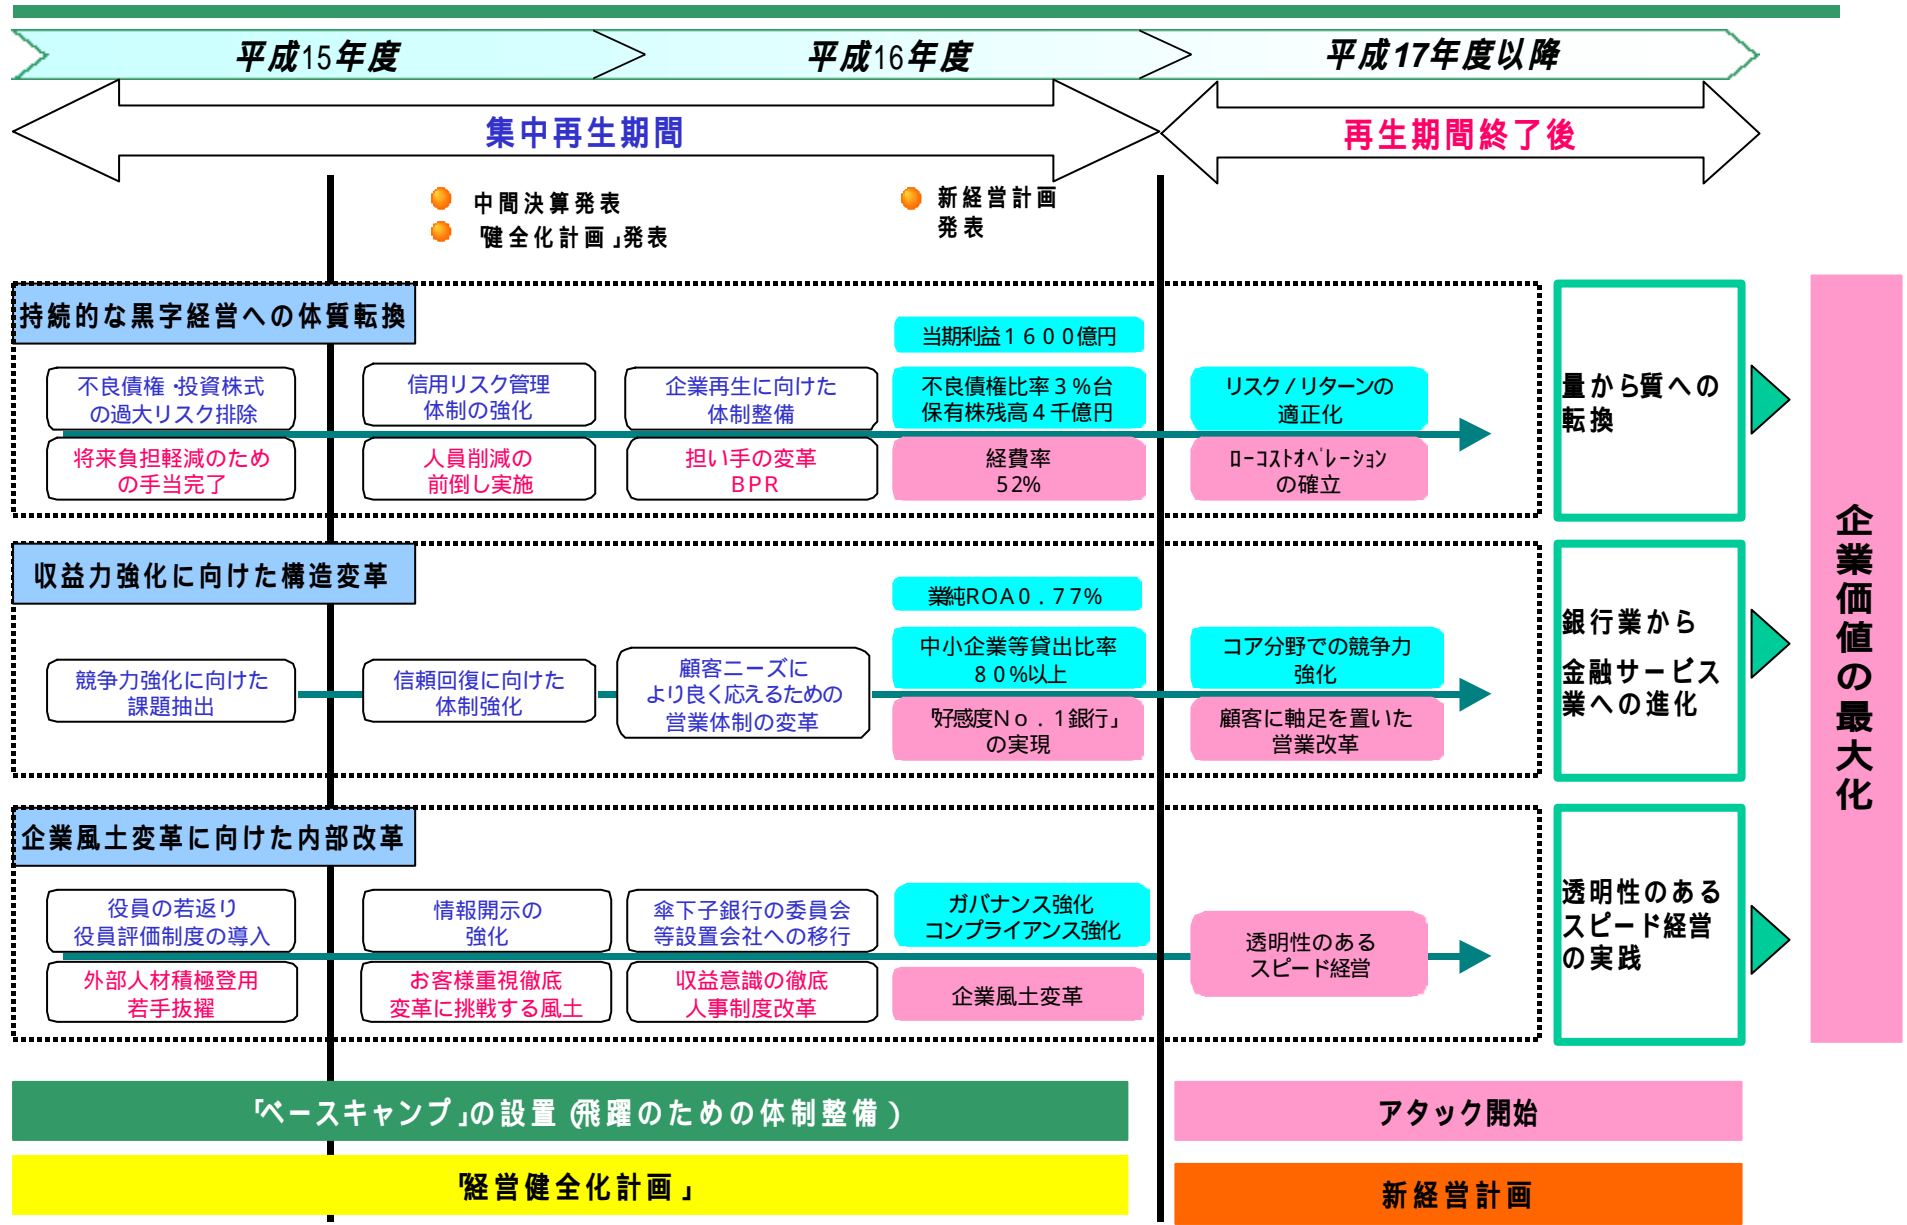 平成15年度
平成16年度
平成17年度以降
集中再生期間
再生期間終了後
中間決算発表
「健全化計画」発表
新経営計画
発表
持続的な黒字経営への体質転換
当期利益1600億円
不良債権・投資株式
の過大リスク排除
信用リスク管理
体制の強化
企業再生に向けた
体制整備
不良債権比率3%台
保有株残高4千億円
リスク/リターンの
適正化
将来負担軽減のため
の手当完了
人員削減の
前倒し実施
担い手の変革
BPR
経費率
52%
ローコストオペレーション
の確立
量から質への
転換
収益力強化に向けた構造変革
業純ROA0.77%
競争力強化に向けた
課題抽出
信頼回復に向けた
体制強化
顧客ニーズに
より良く応えるための
営業体制の変革
中小企業等貸出比率
80%以上
「好感度No.1銀行」
の実現
コア分野での競争力
強化
顧客に軸足を置いた
営業改革
銀行業から
金融サービス
業への進化
企業風土変革に向けた内部改革
役員の若返り
役員評価制度の導入
情報開示の
強化
傘下子銀行の委員会
等設置会社への移行
ガバナンス強化
コンプライアンス強化
外部人材積極登用
若手抜擢
お客様重視徹底
変革に挑戦する風土
収益意識の徹底
人事制度改革
企業風土変革
透明性のある
スピード経営
透明性のある
スピード経営
の実践
企業価値の最大化
「ベースキャンプ」の設置(飛躍のための体制整備)
アタック開始
「経営健全化計画」
新経営計画